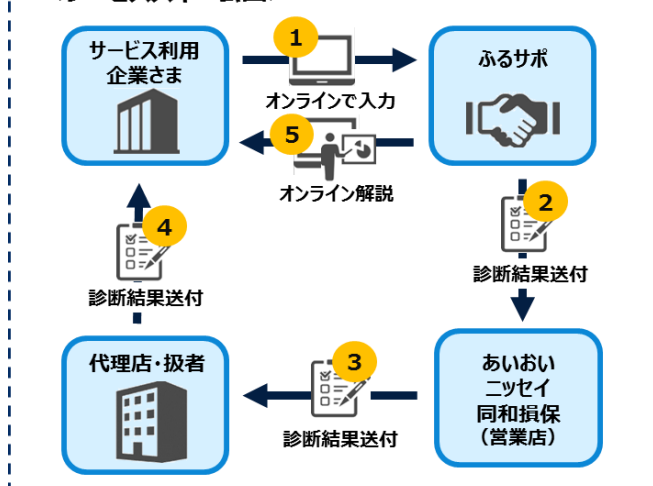 サービス利用
企業さま
1
オンラインで入力
ふるサポ
5
オンライン解説
2
診断結果送付
4
診断結果送付
代理店・扱者
3
診断結果送付
あいおい
ニッセイ
同和損保
（営業店）